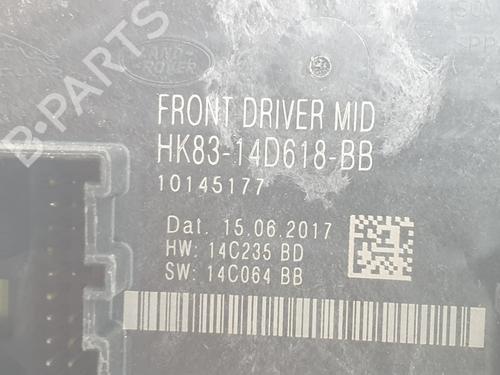 B-PARTS
LAND-
ROVER
FRONT DRIVER MID
HK83-14D618-BB
10145177
Dat. 15.06.2017
HW: 14C235 BD
SW: 14C064 BB